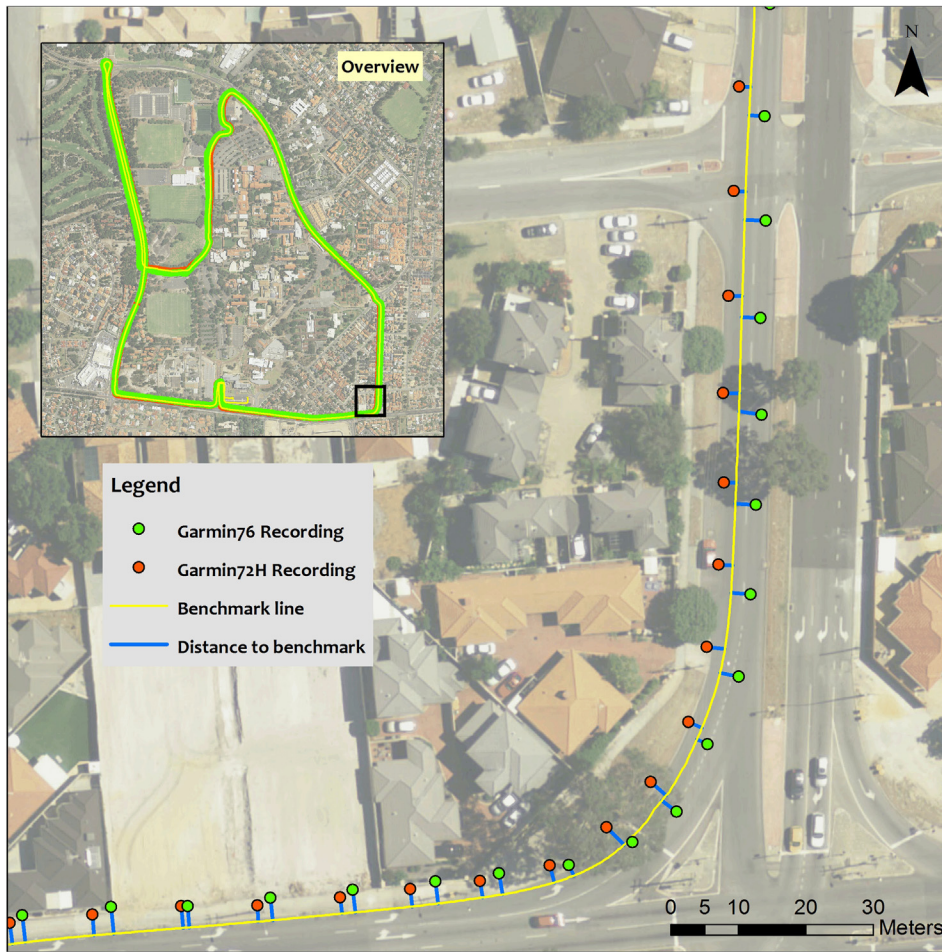 Overview
N
Legend
Garmin76 Recording
Garmin72H Recording
Benchmark line
Distance to benchmark
0 5 10 20 30
Meters